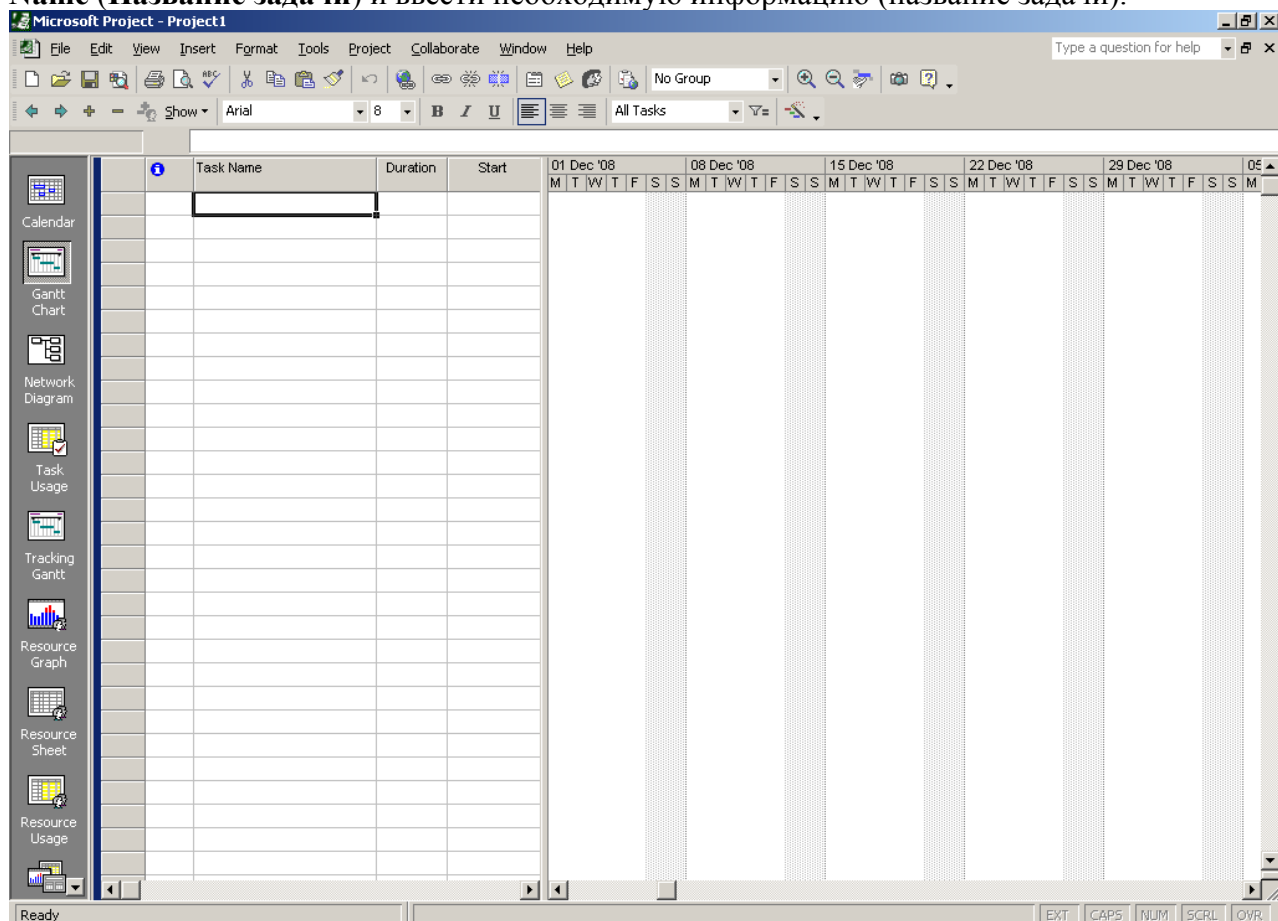 Name (Название задачи) и ввести необходимую информацию (название задачи).
Microsoft Project - Project1
File Edit View Insert Format Tools Project Collaborate Window Help Type a question for help
No Group
Show Arial 8 B I U All Tasks
Task Name Duration Start 01 Dec '08 08 Dec '08 15 Dec '08 22 Dec '08 29 Dec '08 05
M T W T F S S M T W T F S S M T W T F S S M T W T F S S M T W T F S S M
Calendar
Gantt
Chart
Network
Diagram
Task
Usage
Tracking
Gantt
Resource
Graph
Resource
Sheet
Resource
Usage
Ready EXT CAPS NUM SCRL OVR